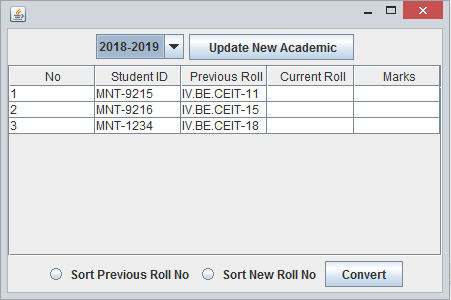 2018-2019 Update New Academic
No Student ID Previous Roll Current Roll Marks
1 MNT-9215 IV.BE.CEIT-11
2 MNT-9216 IV.BE.CEIT-15
3 MNT-1234 IV.BE.CEIT-18
Sort Previous Roll No Sort New Roll No Convert